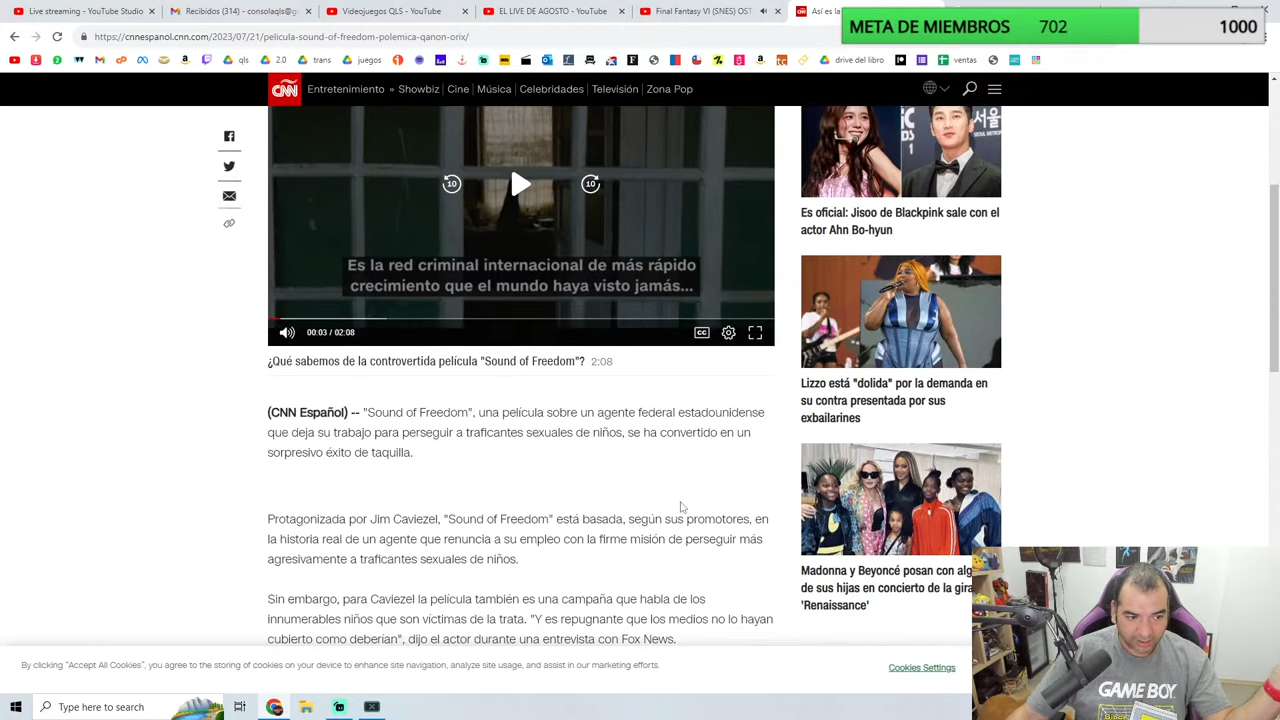 Live streaming - YouTube Studio
Recibidos (314) - consolaqls@g
Videojuegos QLS - YouTube
EL LIVE DE AGOSTO - YouTube
Final Fantasy VI (SNES) OST
Así es la
https://cnnespanol.cnn.com/2023/07/21/pelicula-sound-of-freedom-polemica-qanon-orix/
META DE MIEMBROS 702 1000
2.0 qls trans juegos drive del libro ventas
CNN
ñ
Entretenimiento » Showbiz | Cine | Música | Celebridades | Televisión | Zona Pop
10 10
Es la red criminal internacional de más rápido
crecimiento que el mundo haya visto jamás...
00:03 / 02:08
CC
¿Qué sabemos de la controvertida película "Sound of Freedom"? 2:08
(CNN Español) -- "Sound of Freedom", una película sobre un agente federal estadounidense
que deja su trabajo para perseguir a traficantes sexuales de niños, se ha convertido en un
sorpresivo éxito de taquilla.
Protagonizada por Jim Caviezel, "Sound of Freedom" está basada, según sus promotores, en
la historia real de un agente que renuncia a su empleo con la firme misión de perseguir más
agresivamente a traficantes sexuales de niños.
Sin embargo, para Caviezel la película también es una campaña que habla de los
innumerables niños que son víctimas de la trata. "Y es repugnante que los medios no lo hayan
cubierto como deberían", dijo el actor durante una entrevista con Fox News.
서울
METROPOL
Es oficial: Jisoo de Blackpink sale con el
actor Ahn Bo-hyun
Lizzo está "dolida" por la demanda en
su contra presentada por sus
exbailarines
Madonna y Beyoncé posan con alg
de sus hijas en concierto de la gira
'Renaissance'
By clicking "Accept All Cookies", you agree to the storing of cookies on your device to enhance site navigation, analyze site usage, and assist in our marketing efforts.
Cookies Settings
Type here to search
GAME BOY